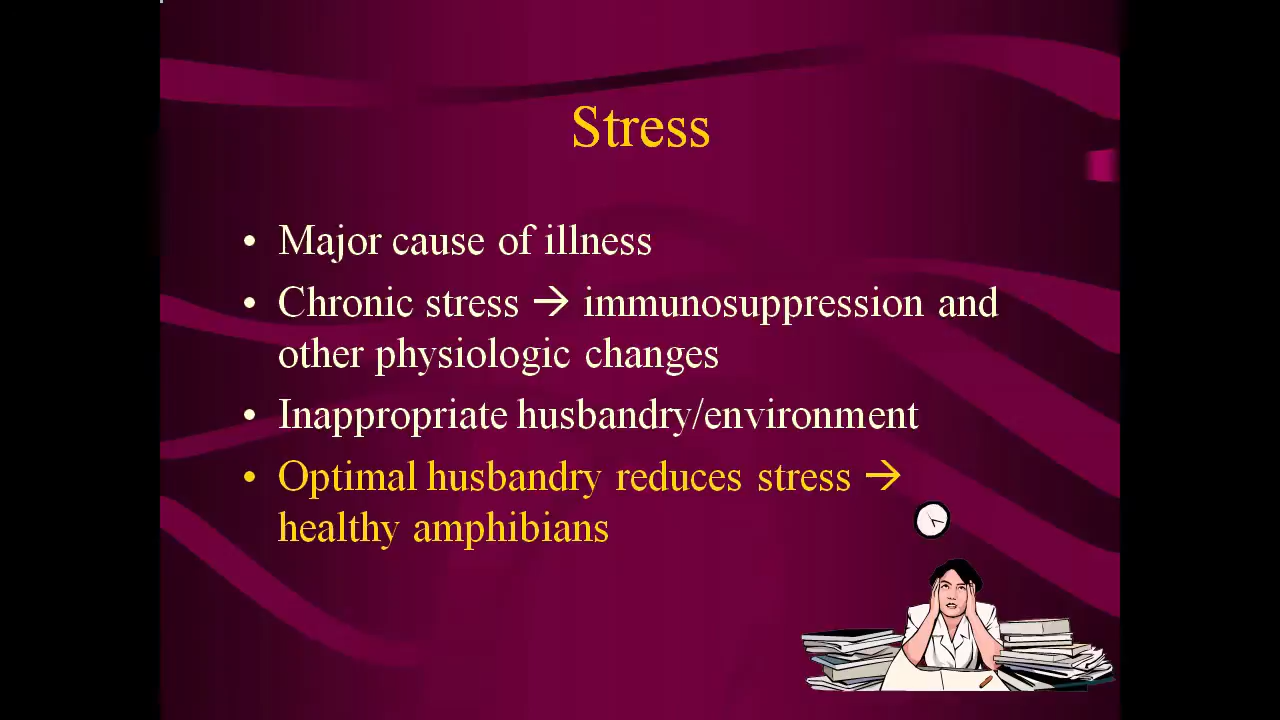 Stress
• Major cause of illness
• Chronic stress → immunosuppression and
other physiologic changes
• Inappropriate husbandry/environment
• Optimal husbandry reduces stress →
healthy amphibians